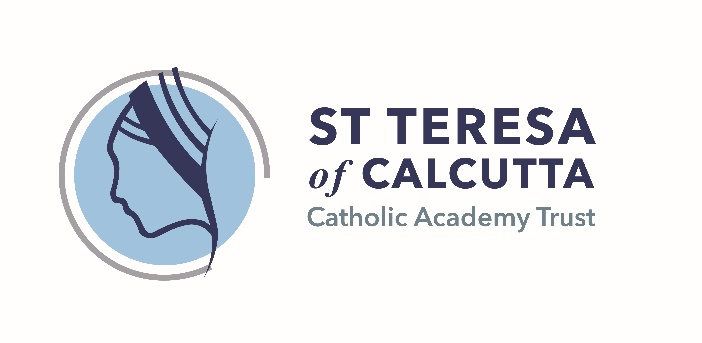 ST TERESA
of CALCUTTA
Catholic Academy Trust